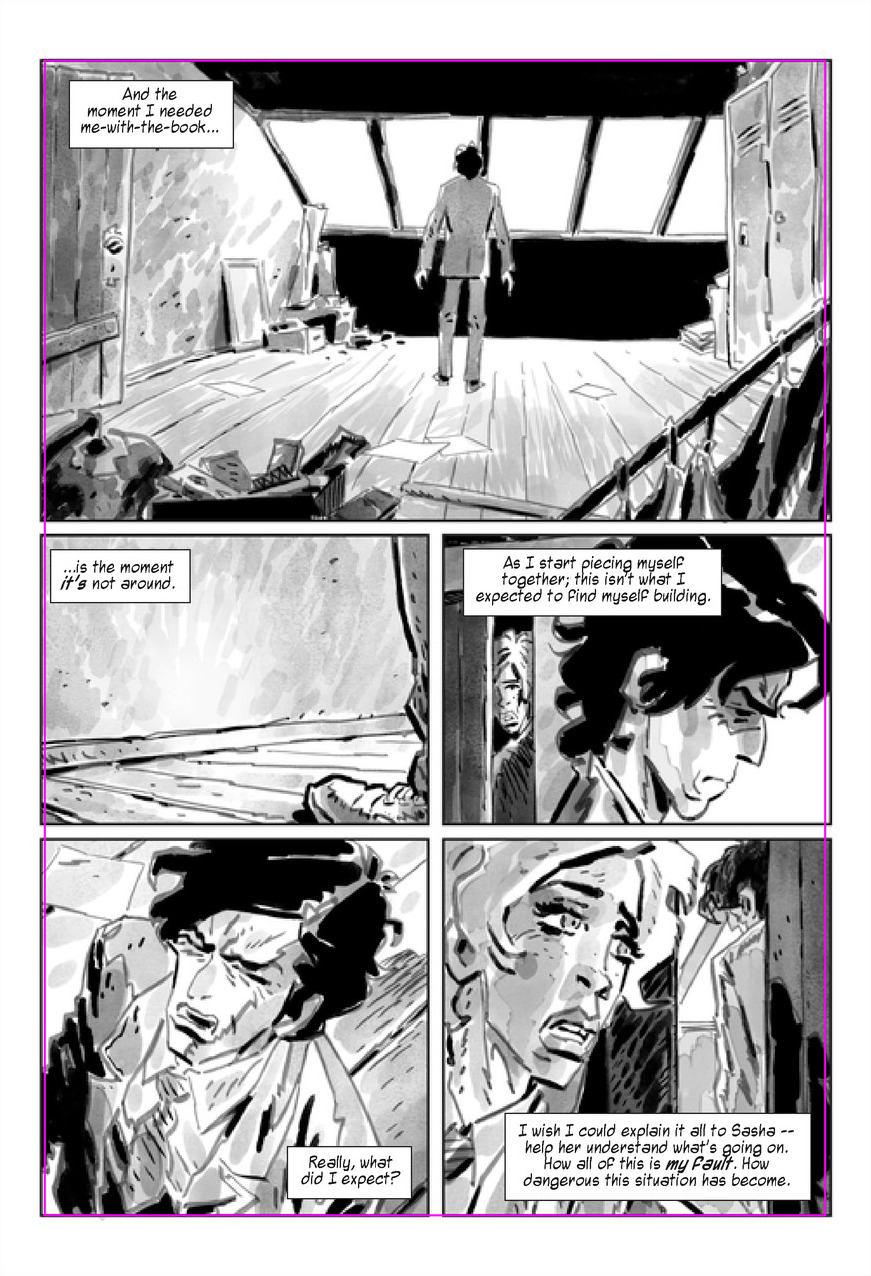 And the
moment I needed
me-with-the-book...
...is the moment
it's not around.
As I start piecing myself
together; this isn't what I
expected to find myself building.
Really, what
did I expect?
I wish I could explain it all to Sasha --
help her understand what's going on.
How all of this is my fault. How
dangerous this situation has become.